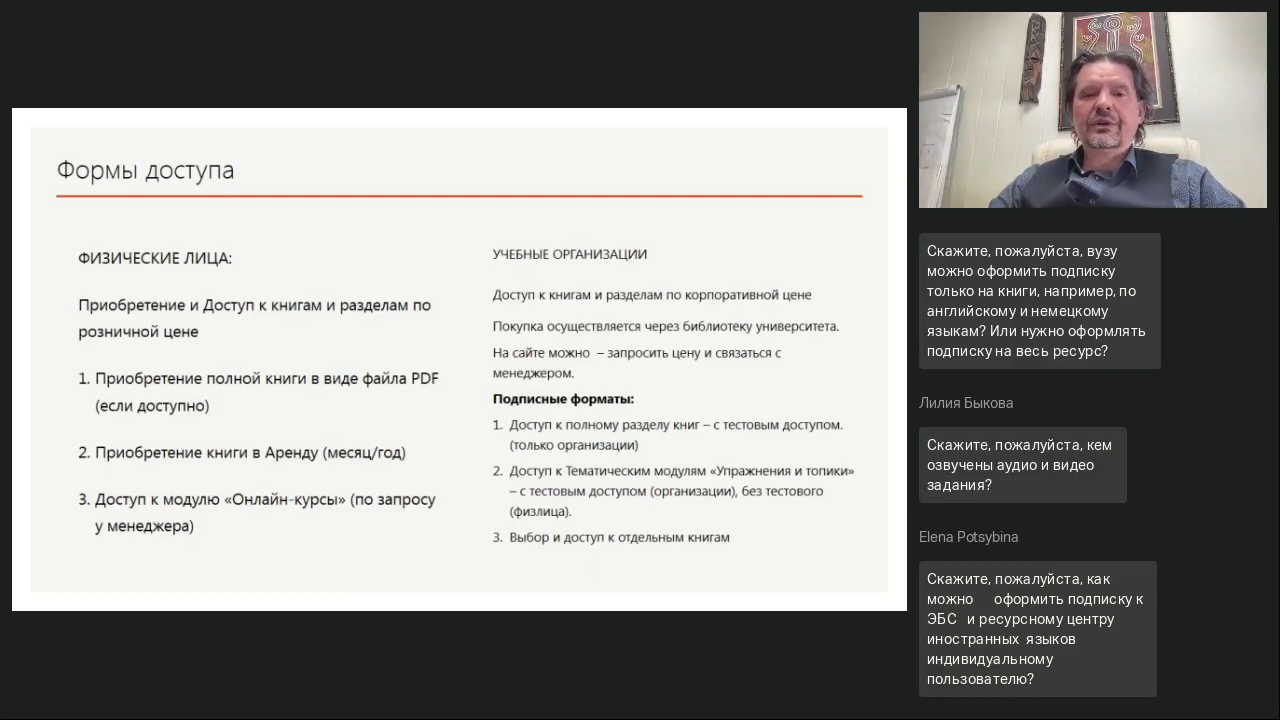 Формы доступа
ФИЗИЧЕСКИЕ ЛИЦА:
Приобретение и Доступ к книгам и разделам по
розничной цене
1. Приобретение полной книги в виде файла PDF
(если доступно)
2. Приобретение книги в Аренду (месяц/год)
3. Доступ к модулю «Онлайн-курсы» (по запросу
у менеджера)
УЧЕБНЫЕ ОРГАНИЗАЦИИ
Доступ к книгам и разделам по корпоративной цене
Покупка осуществляется через библиотеку университета.
На сайте можно – запросить цену и связаться с
менеджером.
Подписные форматы:
1. Доступ к полному разделу книг – с тестовым доступом.
(только организации)
2. Доступ к Тематическим модулям «Упражнения и топики»
– с тестовым доступом (организации), без тестового
(физлица).
3. Выбор и доступ к отдельным книгам
Скажите, пожалуйста, вузу
можно оформить подписку
только на книги, например, по
английскому и немецкому
языкам? Или нужно оформлять
подписку на весь ресурс?
Лилия Быкова
Скажите, пожалуйста, кем
озвучены аудио и видео
задания?
Elena Potsybina
Скажите, пожалуйста, как
можно оформить подписку к
ЭБС и ресурсному центру
иностранных языков
индивидуальному
пользователю?